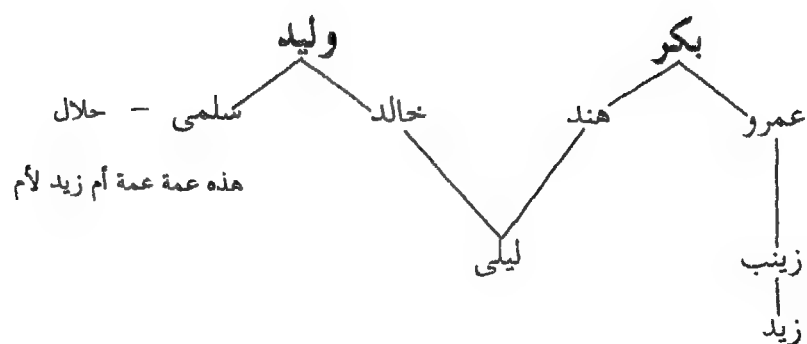 بكر وليد
عمرو هند خالد سلمى – حلال
هذه عمة عمة أم زيد لأم
زينب ليلى
زيد